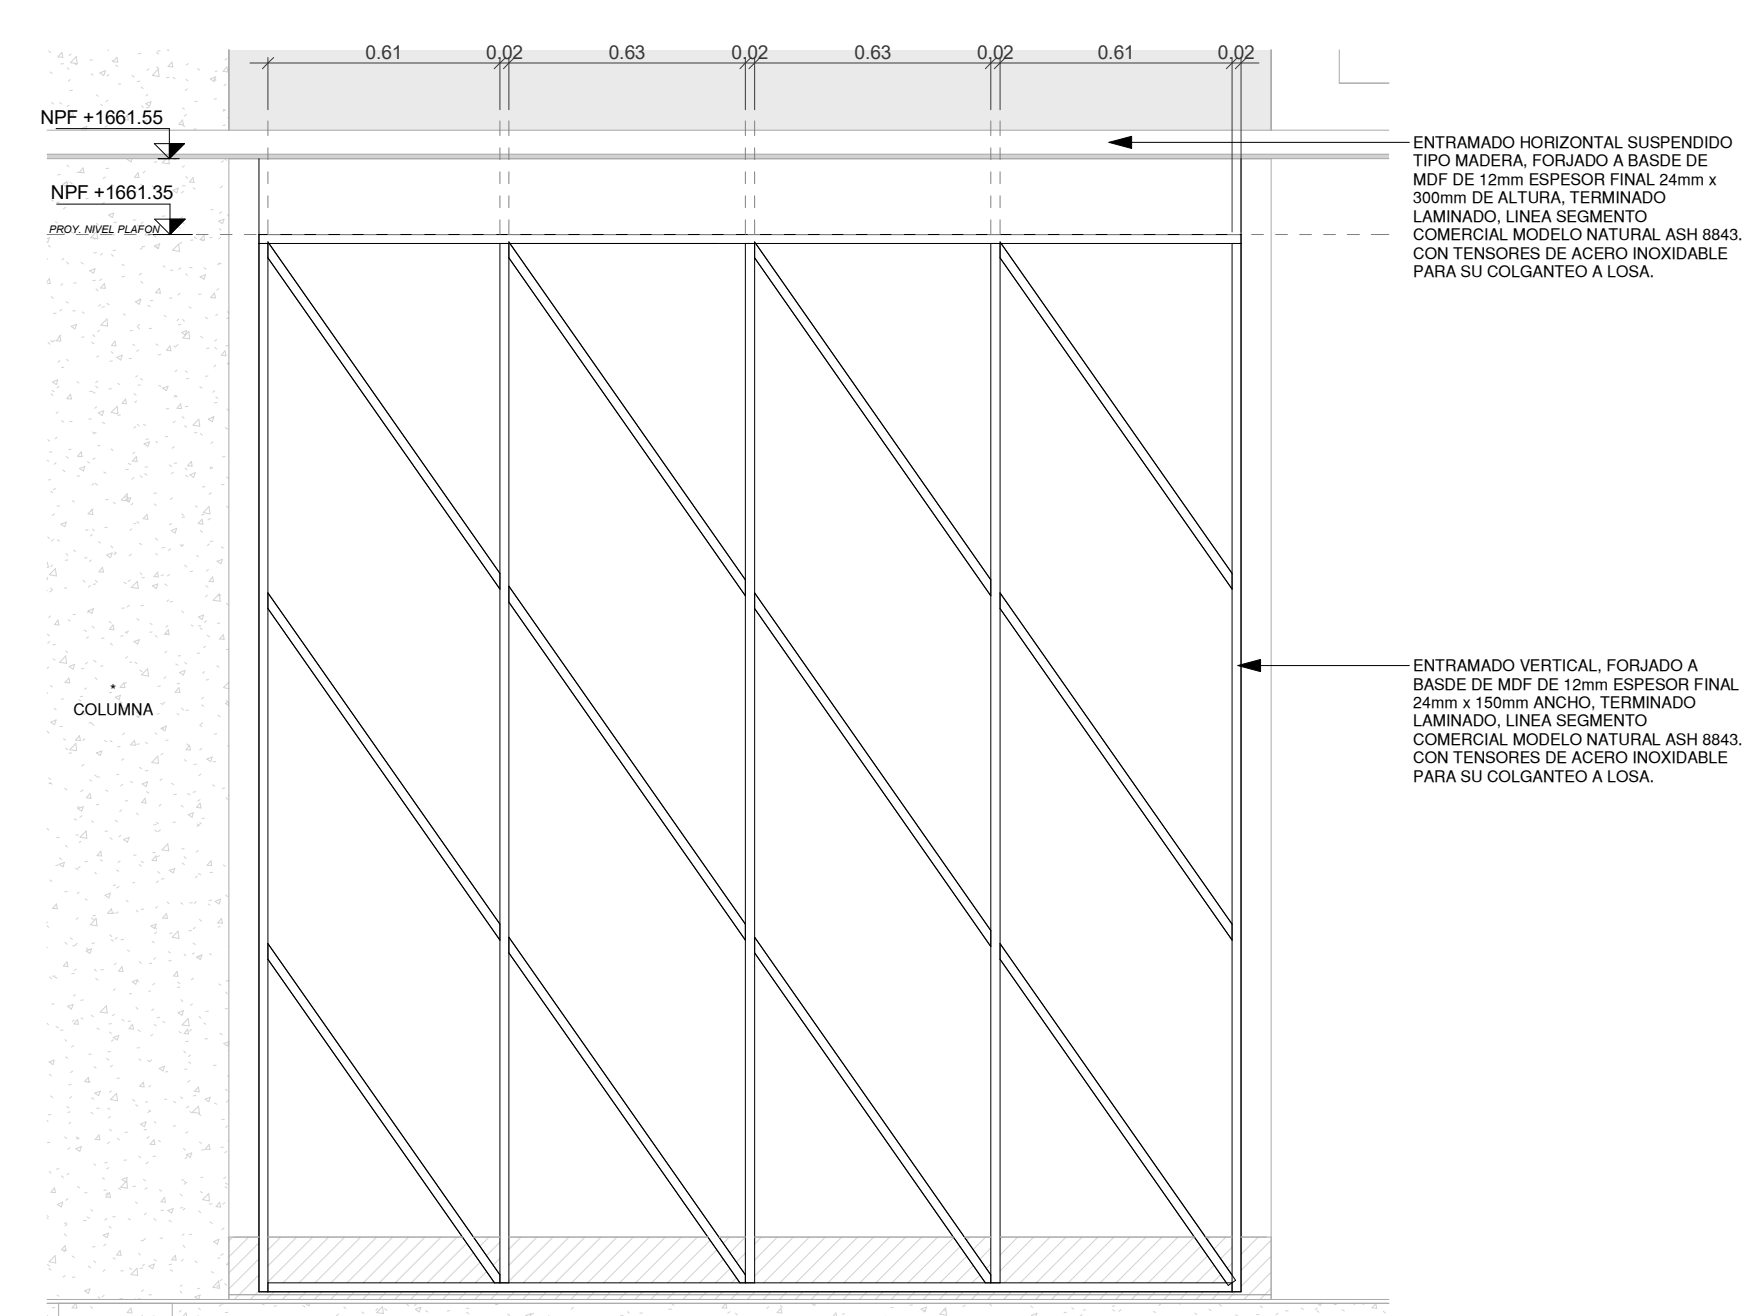 0.61 0.02 0.63 0.02 0.63 0.02 0.61 0.02
NPF +1661.55
NPF +1661.35
PROY. NIVEL PLAFON
ENTRAMADO HORIZONTAL SUSPENDIDO
TIPO MADERA, FORJADO A BASDE DE
MDF DE 12mm ESPESOR FINAL 24mm x
300mm DE ALTURA, TERMINADO
LAMINADO, LINEA SEGMENTO
COMERCIAL MODELO NATURAL ASH 8843.
CON TENSORES DE ACERO INOXIDABLE
PARA SU COLGANTEO A LOSA.
ENTRAMADO VERTICAL, FORJADO A
BASDE DE MDF DE 12mm ESPESOR FINAL
24mm x 150mm ANCHO, TERMINADO
LAMINADO, LINEA SEGMENTO
COMERCIAL MODELO NATURAL ASH 8843.
CON TENSORES DE ACERO INOXIDABLE
PARA SU COLGANTEO A LOSA.
*
COLUMNA